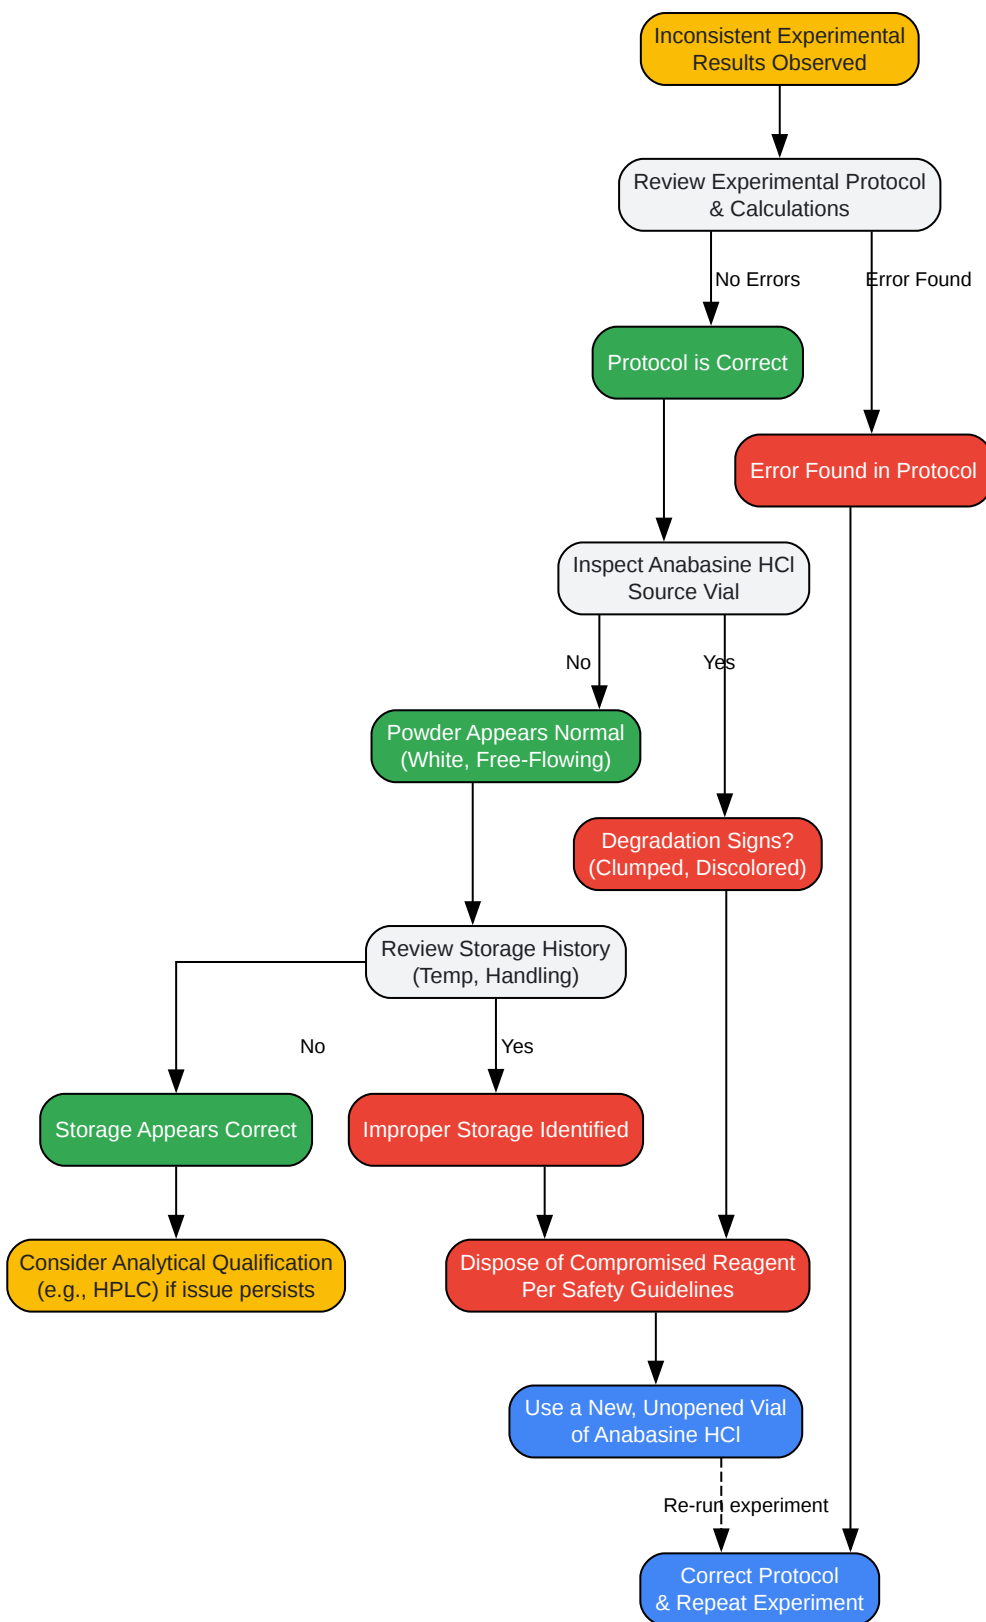 Inconsistent Experimental
Results Observed
Review Experimental Protocol
& Calculations
No Errors
Error Found
Protocol is Correct
Error Found in Protocol
Inspect Anabasine HCl
Source Vial
No
Yes
Powder Appears Normal
(White, Free-Flowing)
Degradation Signs?
(Clumped, Discolored)
Review Storage History
(Temp, Handling)
No
Yes
Storage Appears Correct
Improper Storage Identified
Consider Analytical Qualification
(e.g., HPLC) if issue persists
Dispose of Compromised Reagent
Per Safety Guidelines
Use a New, Unopened Vial
of Anabasine HCl
Re-run experiment
Correct Protocol
& Repeat Experiment